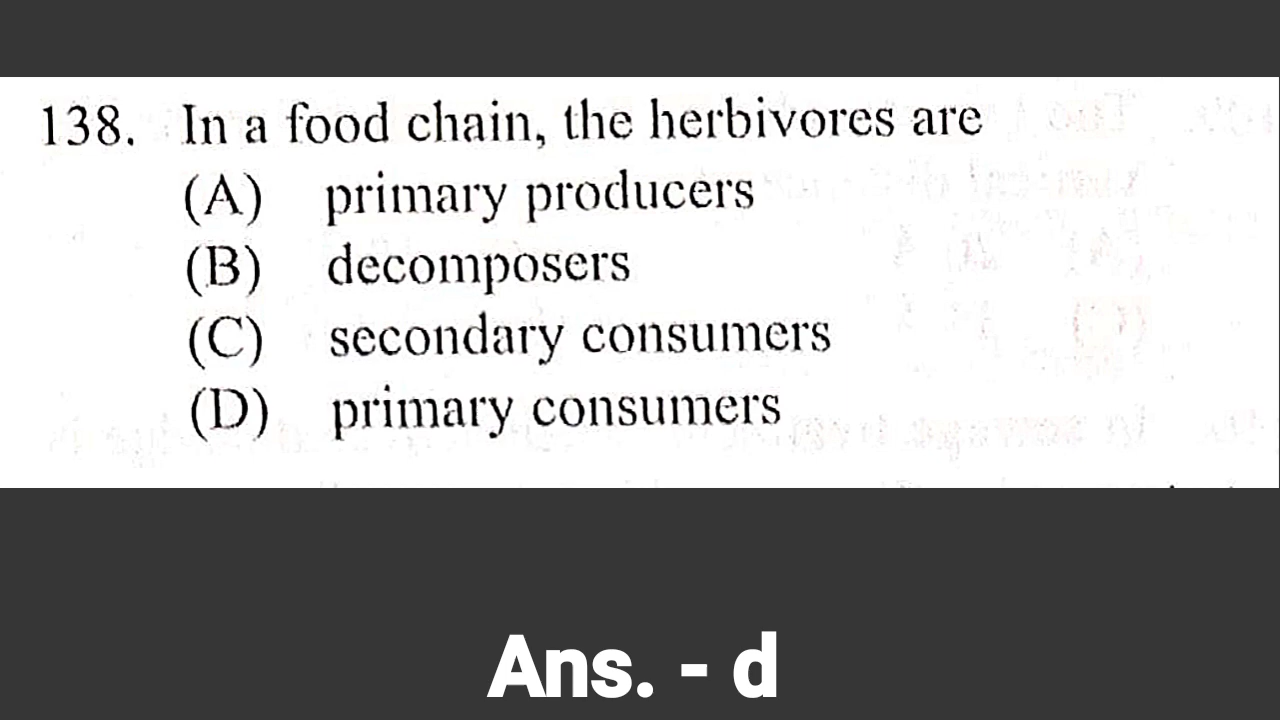 138. In a food chain, the herbivores are
(A) primary producers
(B) decomposers
(C) secondary consumers
(D) primary consumers
Ans. - d